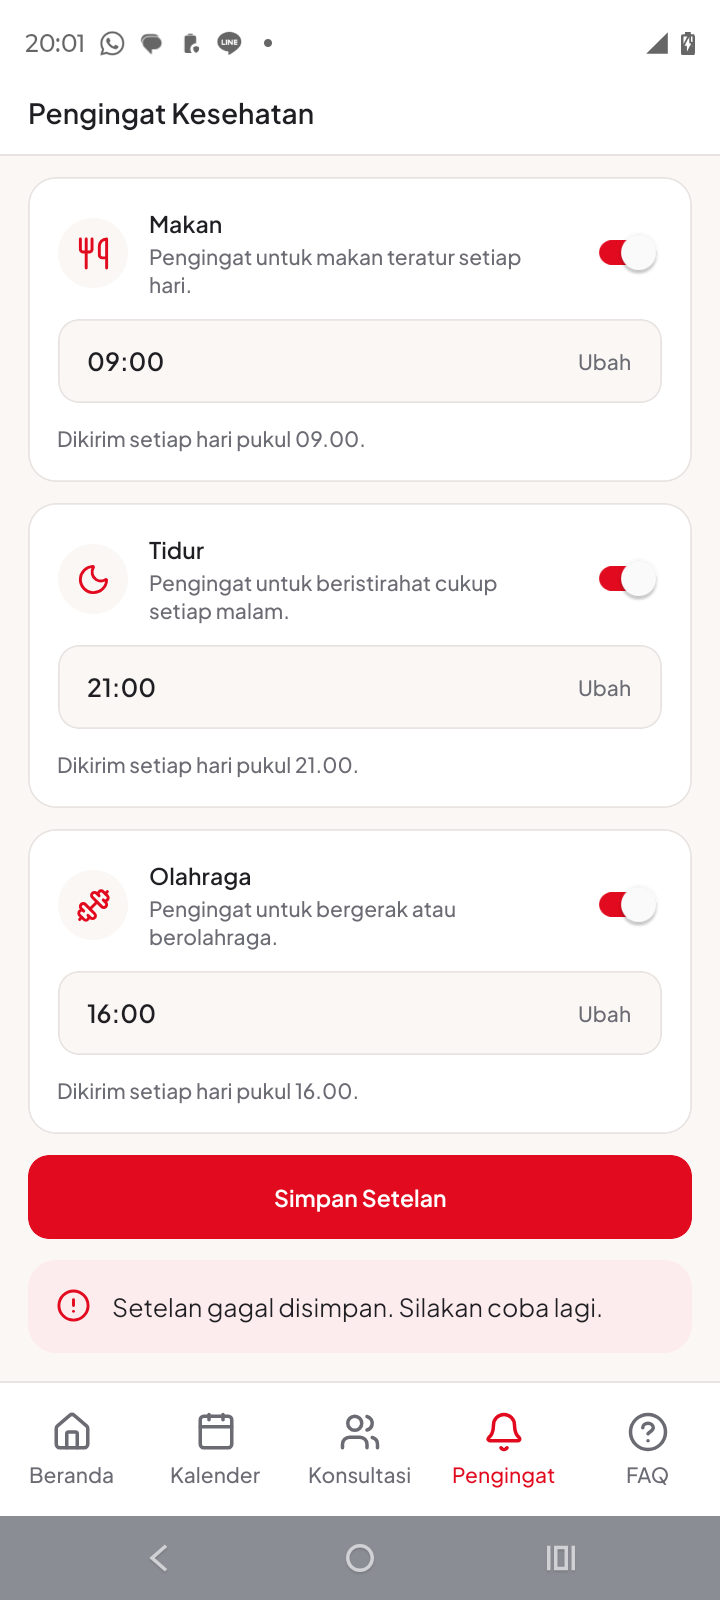 20:01
LINE
Pengingat Kesehatan
Makan
Pengingat untuk makan teratur setiap
hari.
09:00
Ubah
Dikirim setiap hari pukul 09.00.
Tidur
Pengingat untuk beristirahat cukup
setiap malam.
21:00
Ubah
Dikirim setiap hari pukul 21.00.
Olahraga
Pengingat untuk bergerak atau
berolahraga.
16:00
Ubah
Dikirim setiap hari pukul 16.00.
Simpan Setelan
Setelan gagal disimpan. Silakan coba lagi.
Beranda
Kalender
Konsultasi
Pengingat
FAQ